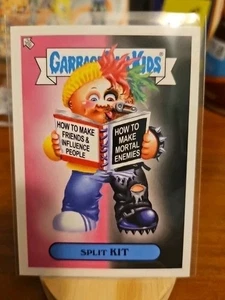 GARBAGE PAIL KIDS
HOW TO MAKE
FRIENDS &
INFLUENCE
PEOPLE
HOW TO
MAKE
MORTAL
ENEMIES
SPLIT KIT